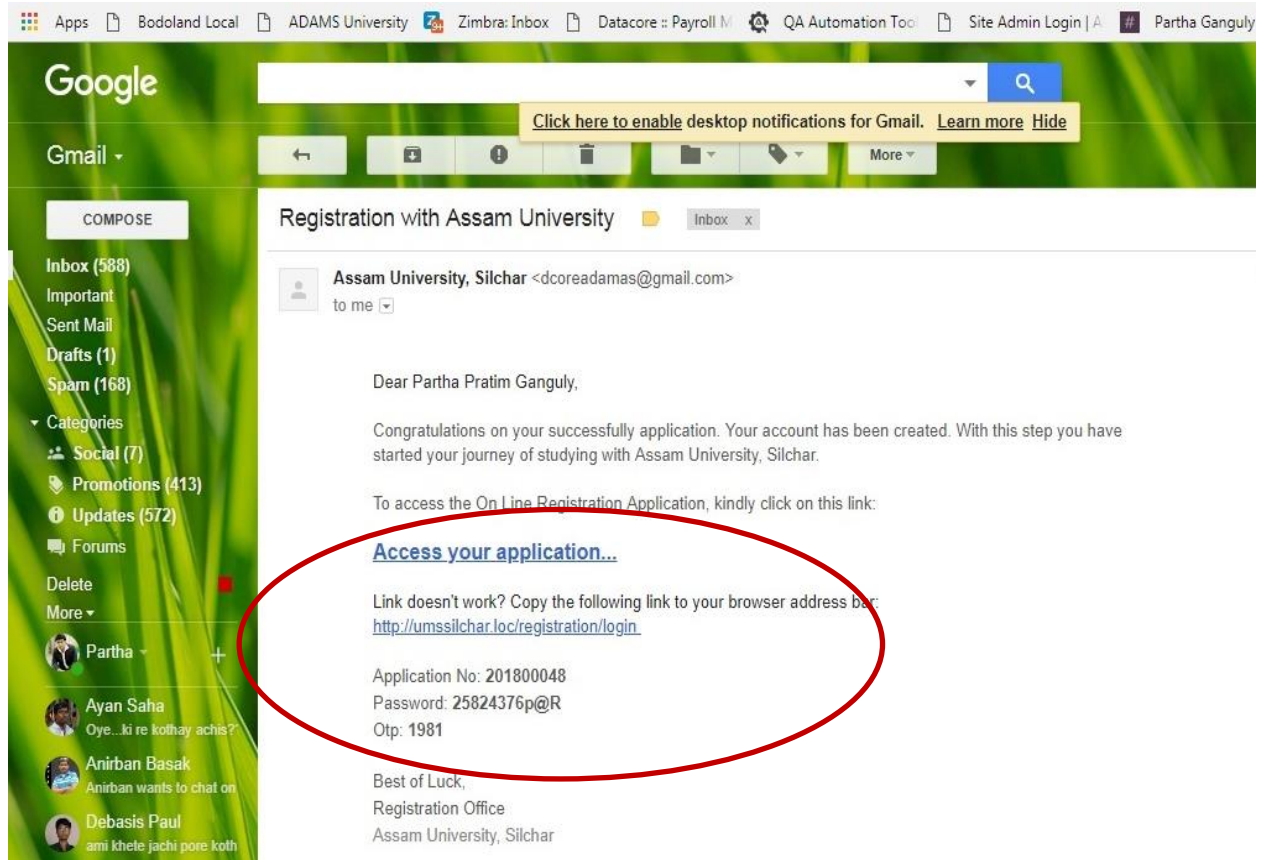 Apps Bodoland Local ADAMS University Zimbra: Inbox Datacore :: Payroll M QA Automation Too Site Admin Login | A # Partha Ganguly
Google
Click here to enable desktop notifications for Gmail. Learn more Hide
Gmail
More
COMPOSE
Registration with Assam University Inbox x
Inbox (588)
Important
Sent Mail
Drafts (1)
Spam (168)
Categories
Social (7)
Promotions (413)
Updates (572)
Forums
Delete
More
Partha +
Ayan Saha
Oye...ki re kothay achis?
Anirban Basak
Anirban wants to chat on
Debasis Paul
ami khete jachi pore koth
Assam University, Silchar <dcoreadamas@gmail.com>
to me
Dear Partha Pratim Ganguly,
Congratulations on your successfully application. Your account has been created. With this step you have
started your journey of studying with Assam University, Silchar.
To access the On Line Registration Application, kindly click on this link:
Access your application...
Link doesn't work? Copy the following link to your browser address bar:
http://umssilchar.loc/registration/login
Application No: 201800048
Password: 25824376p@R
Otp: 1981
Best of Luck,
Registration Office
Assam University, Silchar